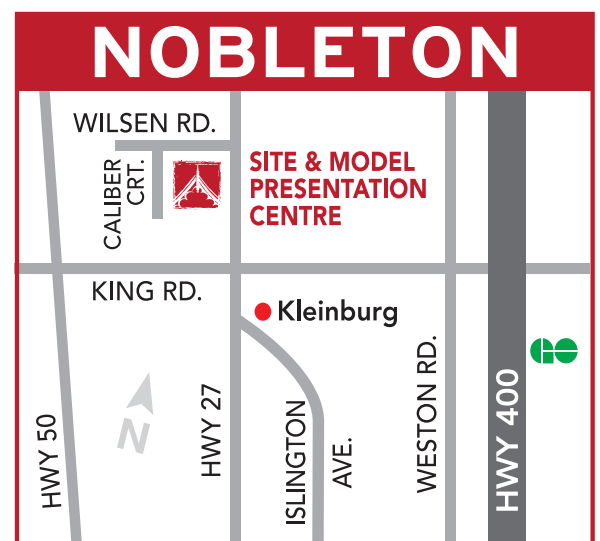 NOBLETON
WILSEN RD.
CALIBER
CRT.
SITE & MODEL
PRESENTATION
CENTRE
KING RD.
Kleinburg
N
HWY 50
HWY 27
ISLINGTON
AVE.
WESTON RD.
HWY 400
GO